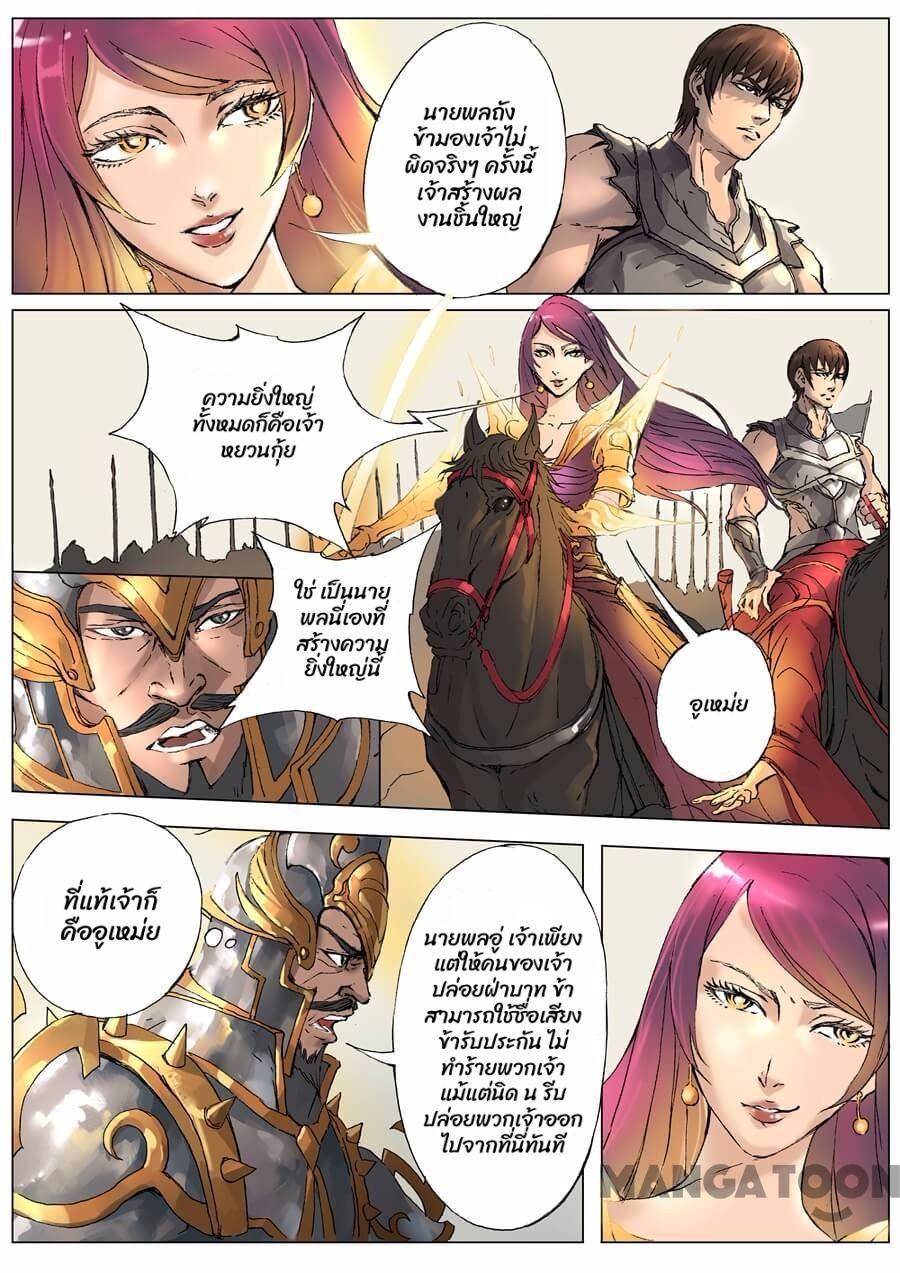 นายพลถัง
ข้ามองเจ้าไม่
ผิดจริงๆ ครั้งนี้
เจ้าสร้างผล
งานชิ้นใหญ่
ความยิ่งใหญ่
ทั้งหมดก็คือเจ้า
หยวนกุ้ย
ใช่ เป็นนาย
พลนี่เองที่
สร้างความ
ยิ่งใหญ่นี้
อูเหม่ย
ที่แท้เจ้าก็
คืออูเหม่ย
นายพลอู่ เจ้าเพียง
แต่ให้คนของเจ้า
ปล่อยฝ่าบาท ข้า
สามารถใช้ชื่อเสียง
ข้ารับประกัน ไม่
ทำร้ายพวกเจ้า
แม้แต่นิด น รีบ
ปล่อยพวกเจ้าออก
ไปจากที่นี่ทันที
MANGATOON